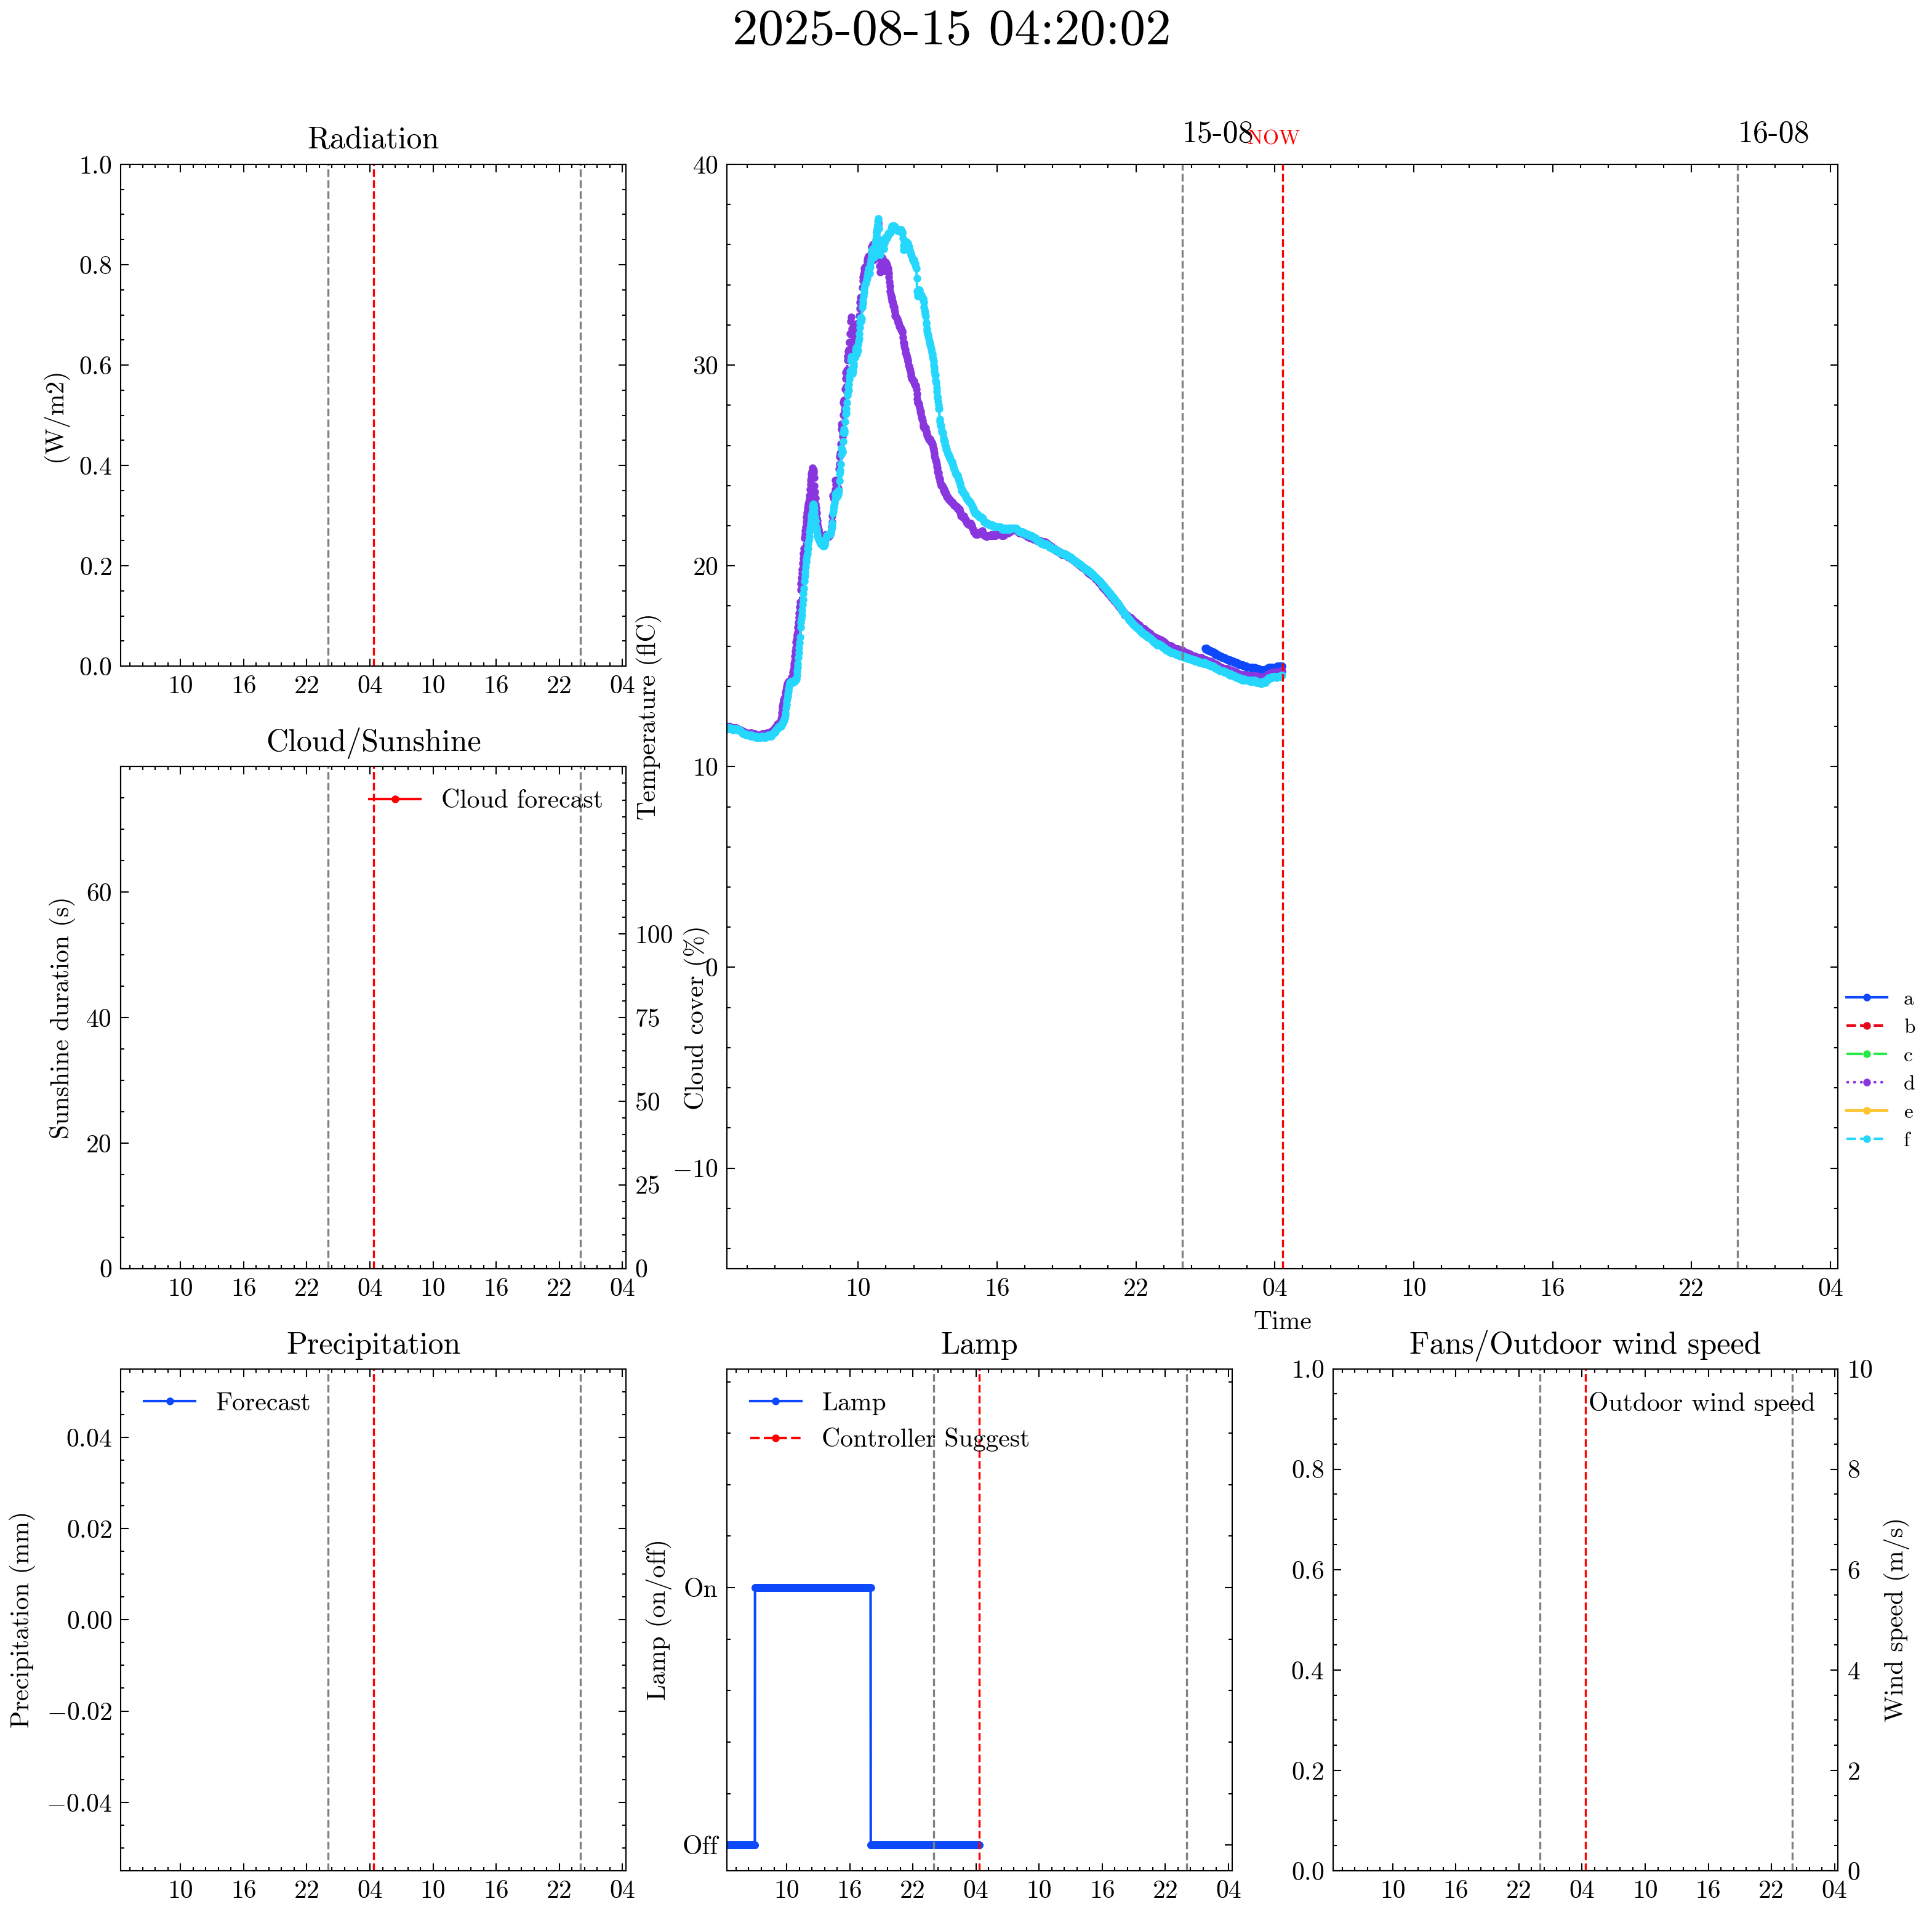 2025-08-15 04:20:02
Radiation
(W/m2)
1.0
0.8
0.6
0.4
0.2
0.0
10 16 22 04 10 16 22 04
15-08 NOW 16-08
Temperature (flC)
40
30
20
10
0
−10
10 16 22 04 10 16 22 04
Time
a
b
c
d
e
f
Cloud/Sunshine
Cloud forecast
Sunshine duration (s)
60
40
20
0
Cloud cover (%)
100
75
50
25
0
10 16 22 04 10 16 22 04
Precipitation
Forecast
Precipitation (mm)
0.04
0.02
0.00
−0.02
−0.04
10 16 22 04 10 16 22 04
Lamp
Lamp
Controller Suggest
Lamp (on/off)
On
Off
10 16 22 04 10 16 22 04
Fans/Outdoor wind speed
Outdoor wind speed
1.0
0.8
0.6
0.4
0.2
0.0
Wind speed (m/s)
10
8
6
4
2
0
10 16 22 04 10 16 22 04